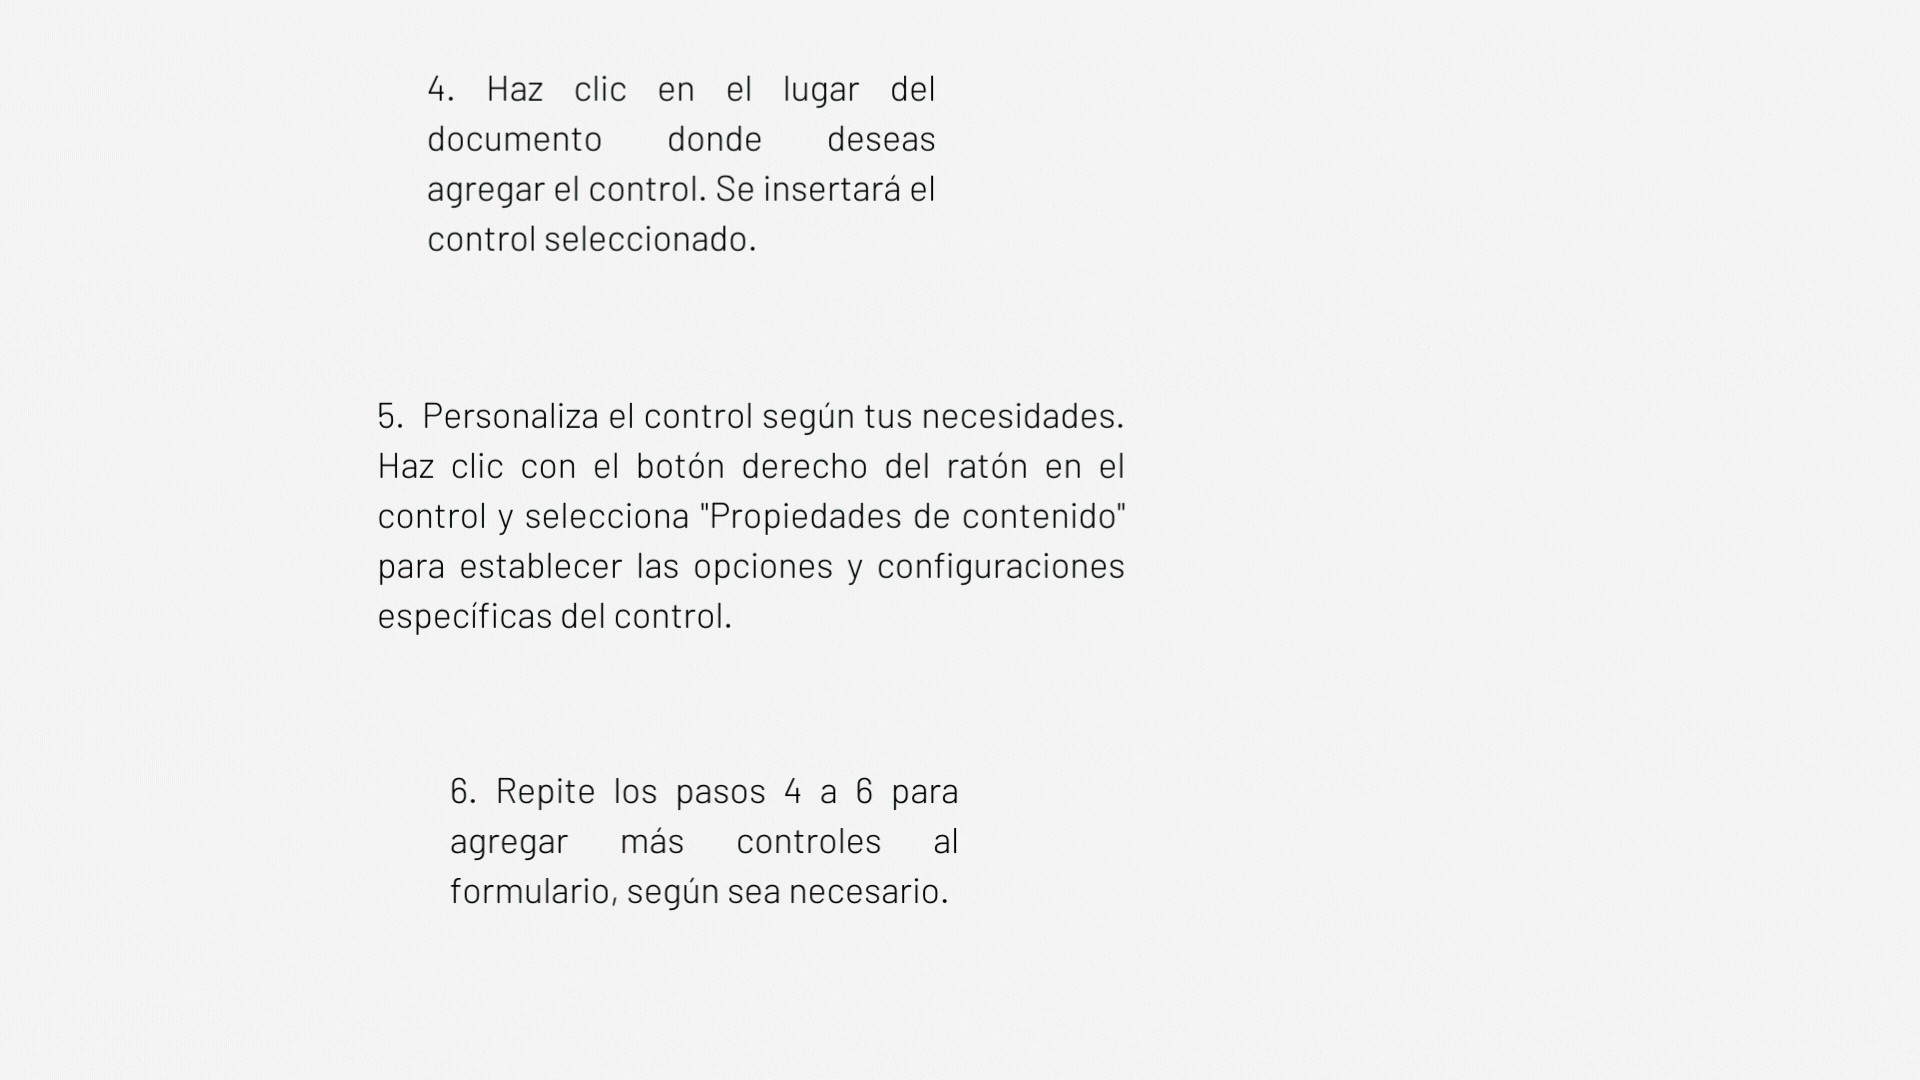 4. Haz clic en el lugar del
documento donde deseas
agregar el control. Se insertará el
control seleccionado.
5. Personaliza el control según tus necesidades.
Haz clic con el botón derecho del ratón en el
control y selecciona "Propiedades de contenido"
para establecer las opciones y configuraciones
específicas del control.
6. Repite los pasos 4 a 6 para
agregar más controles al
formulario, según sea necesario.